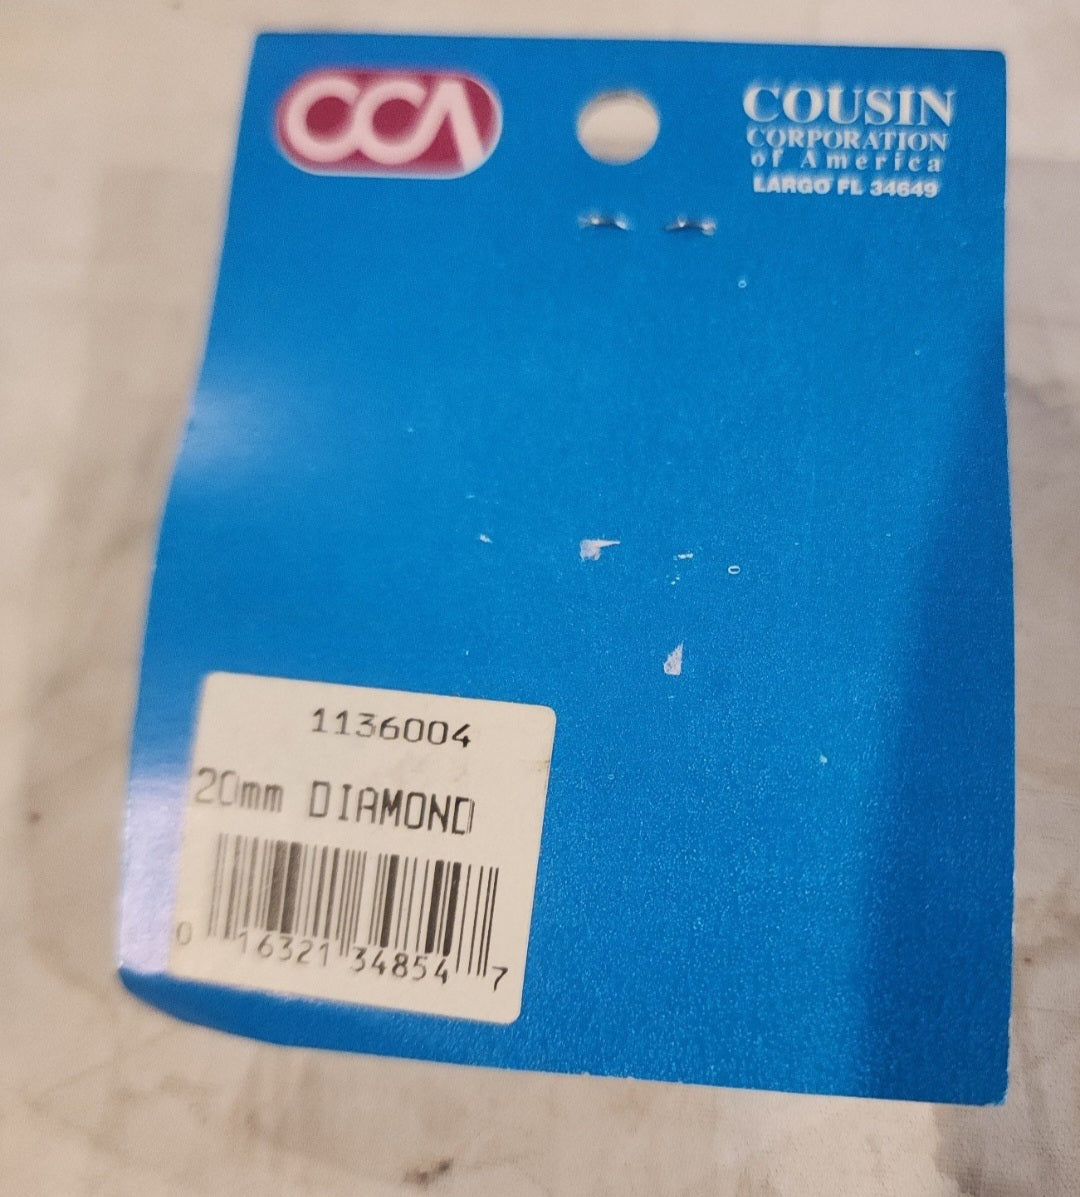 CCA
COUSIN
CORPORATION
of America
LARGO FL 34649
1136004
20mm DIAMOND
0 16321 34854 7